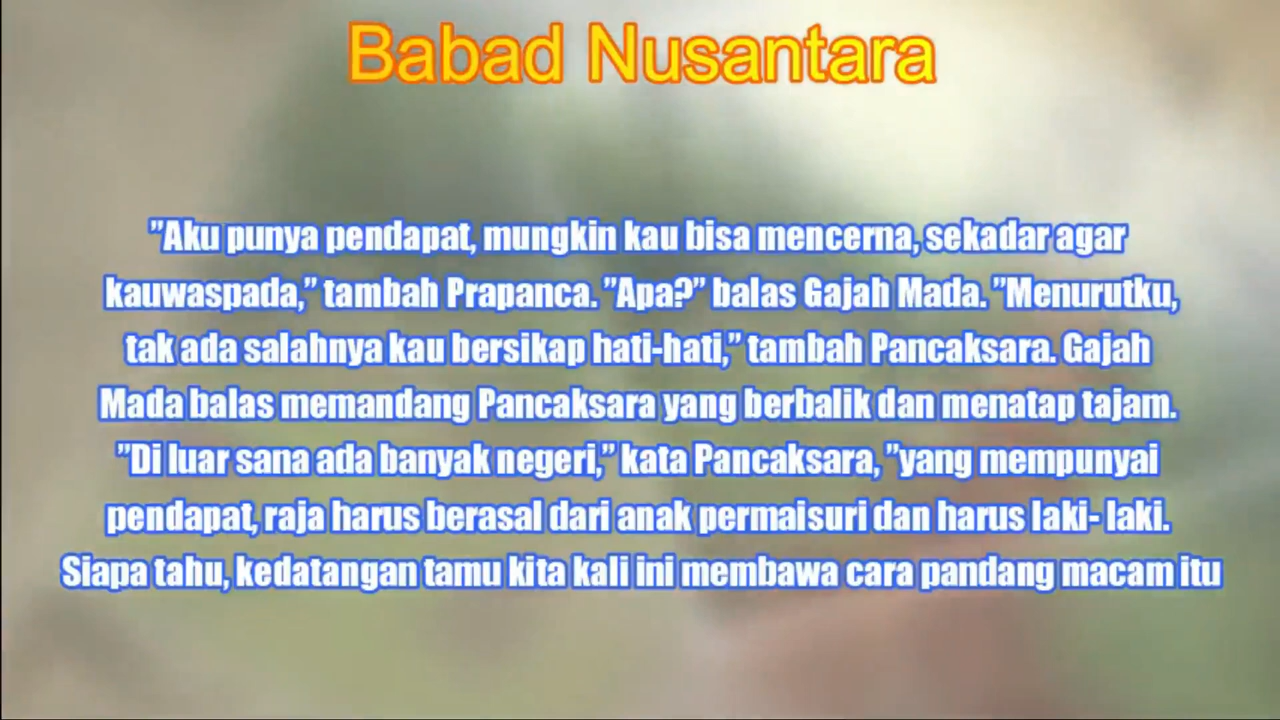 Babad Nusantara
”Aku punya pendapat, mungkin kau bisa mencerna, sekadar agar
kauwaspada,” tambah Prapanca. ”Apa?” balas Gajah Mada. ”Menurutku,
tak ada salahnya kau bersikap hati-hati,” tambah Pancaksara. Gajah
Mada balas memandang Pancaksara yang berbalik dan menatap tajam.
”Di luar sana ada banyak negeri,” kata Pancaksara, ”yang mempunyai
pendapat, raja harus berasal dari anak permaisuri dan harus laki- laki.
Siapa tahu, kedatangan tamu kita kali ini membawa cara pandang macam itu